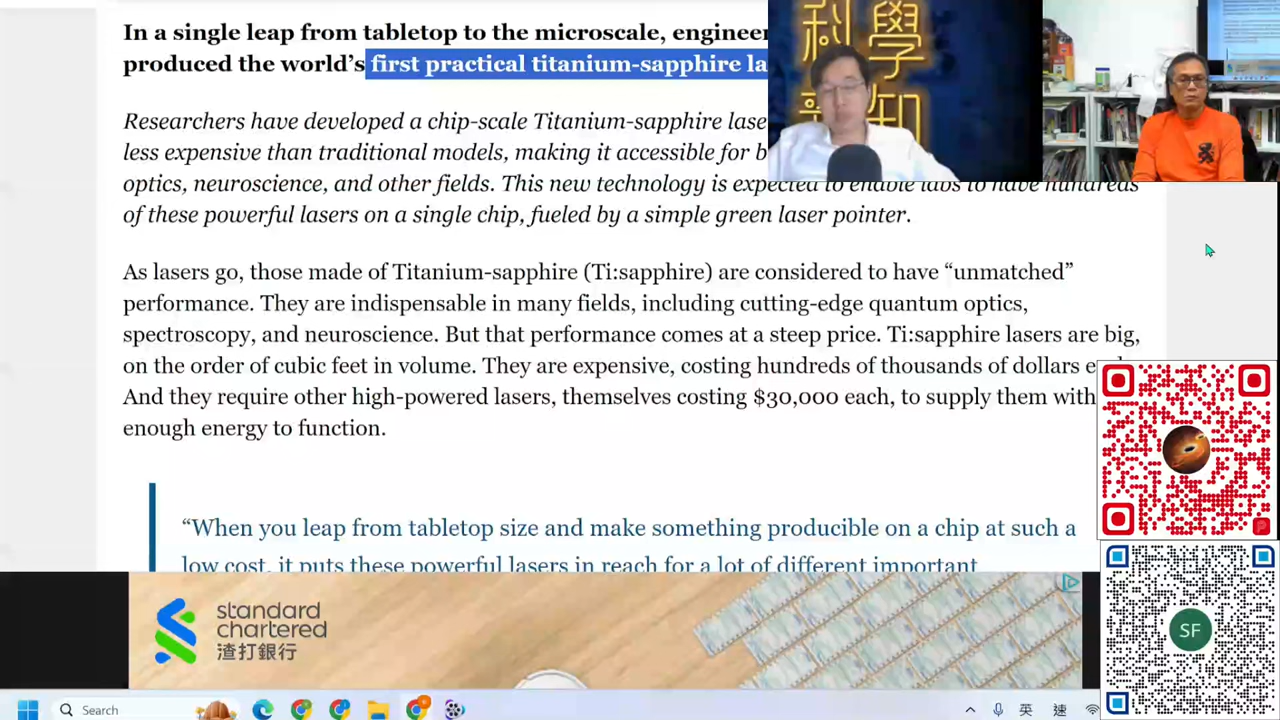 In a single leap from tabletop to the microscale,
produced the world's first practical titanium-sapphire
科學
知
Researchers have developed a chip-scale Titanium-sapphire
less expensive than traditional models, making it accessible for
optics, neuroscience, and other fields. This new technology is expected to enable labs to have hundreds
of these powerful lasers on a single chip, fueled by a simple green laser pointer.
As lasers go, those made of Titanium-sapphire (Ti:sapphire) are considered to have “unmatched”
performance. They are indispensable in many fields, including cutting-edge quantum optics,
spectroscopy, and neuroscience. But that performance comes at a steep price. Ti:sapphire lasers are big,
on the order of cubic feet in volume. They are expensive, costing hundreds of thousands of dollars
And they require other high-powered lasers, themselves costing $30,000 each, to supply them with
enough energy to function.
“When you leap from tabletop size and make something producible on a chip at such a
low cost, it puts these powerful lasers in reach for a lot of different important
standard
chartered
渣打銀行
SF
Search
英
速